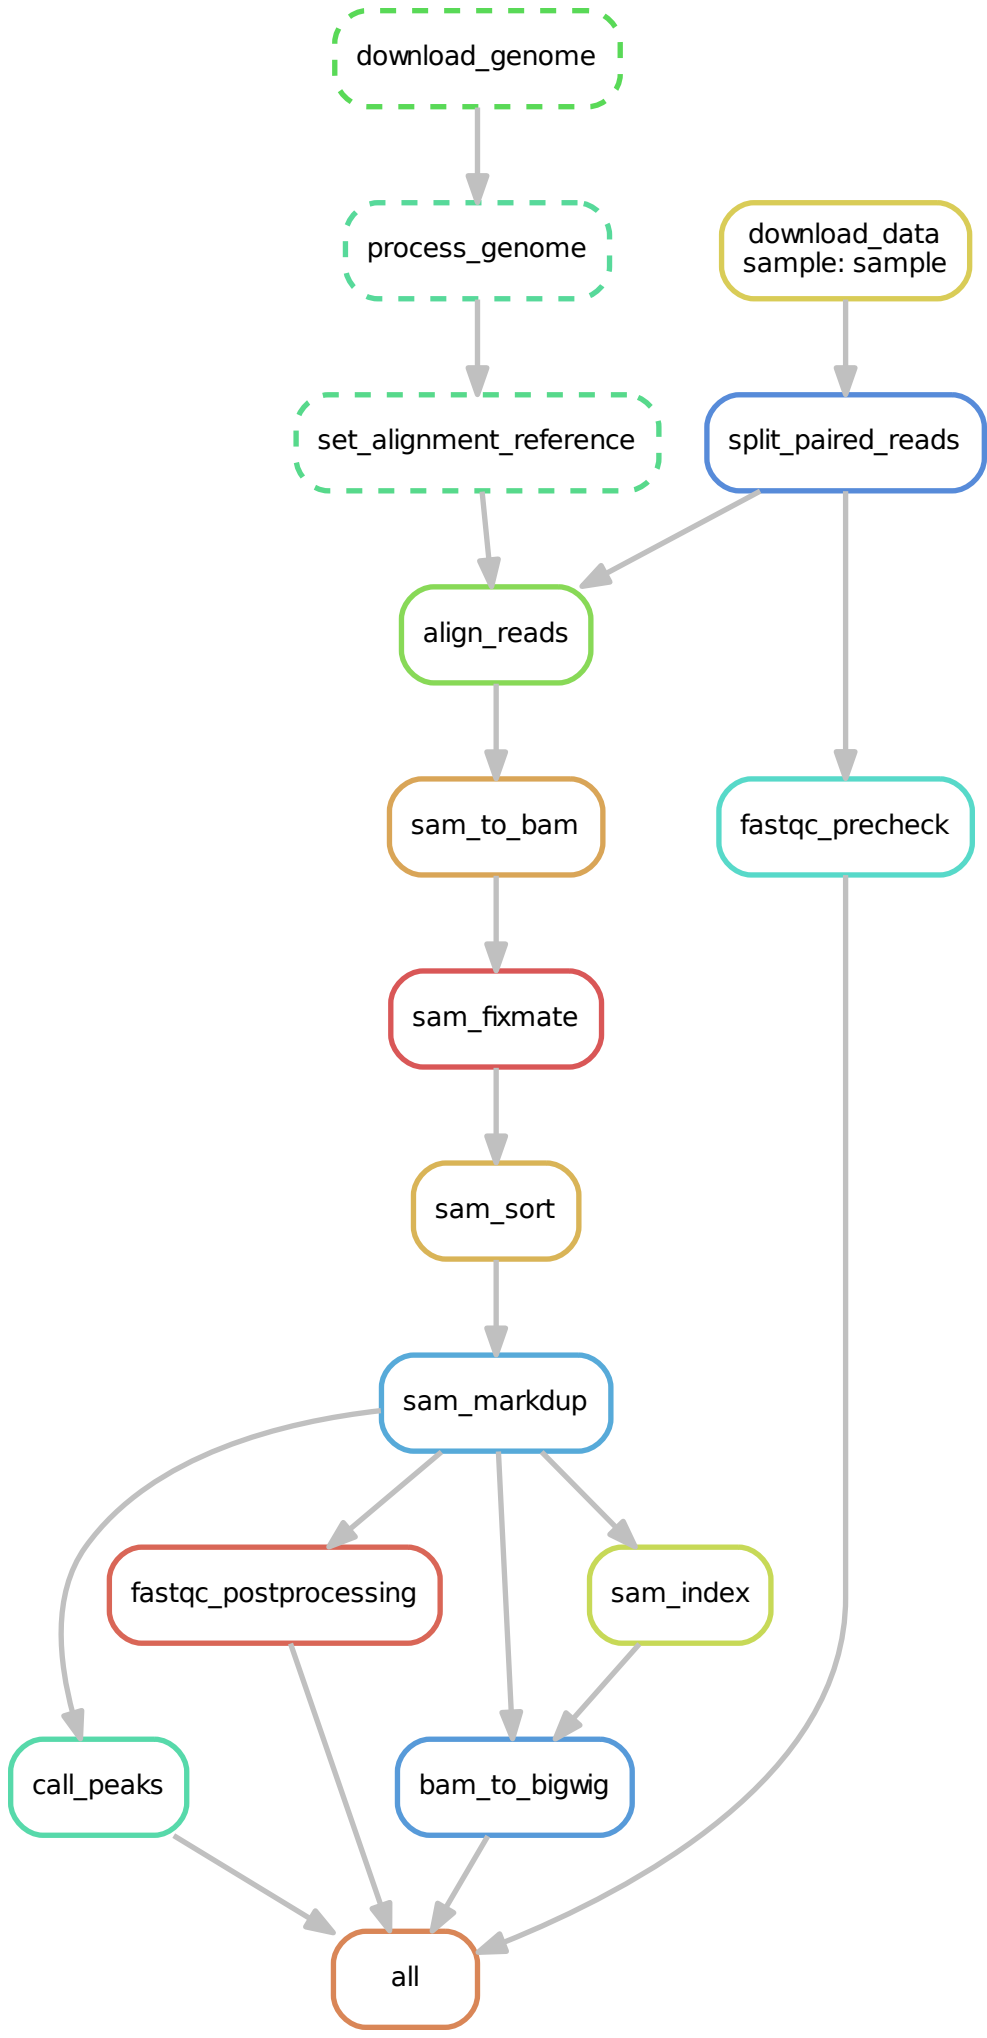 download_genome
process_genome
download_data
sample: sample
set_alignment_reference
split_paired_reads
align_reads
sam_to_bam
fastqc_precheck
sam_fixmate
sam_sort
sam_markdup
fastqc_postprocessing
sam_index
call_peaks
bam_to_bigwig
all